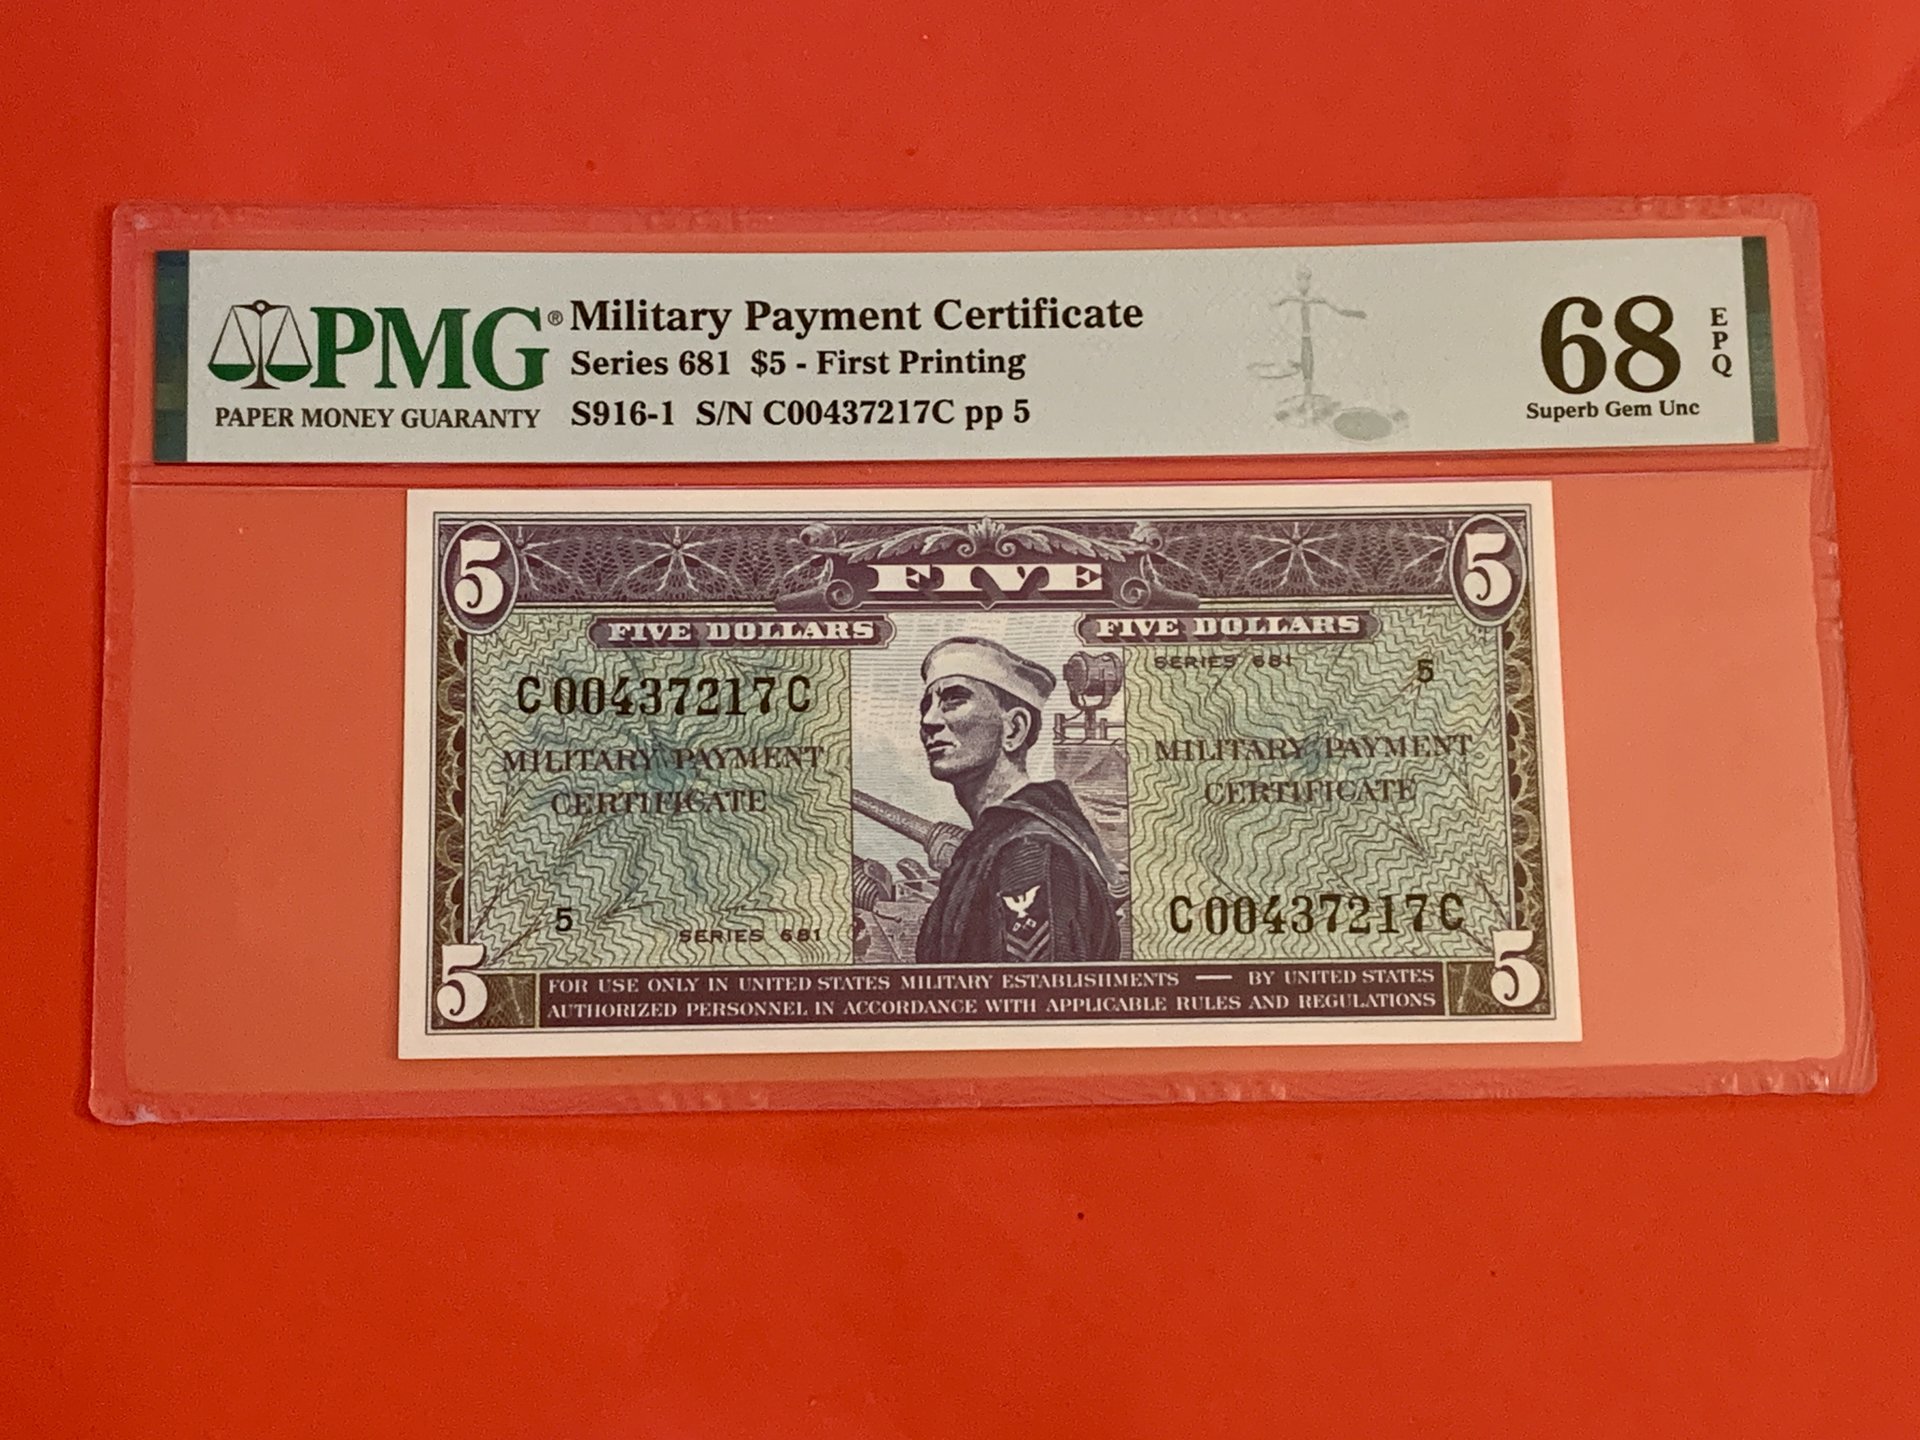 PMG®
PAPER MONEY GUARANTY
Military Payment Certificate
Series 681 $5 - First Printing
S916-1 S/N C00437217C pp 5
68
EPQ
Superb Gem Unc
5 FIVE 5
FIVE DOLLARS FIVE DOLLARS
SERIES 681 5
C00437217C
MILITARY PAYMENT
CERTIFICATE
MILITARY PAYMENT
CERTIFICATE
C00437217C
5 SERIES 681
5 5
FOR USE ONLY IN UNITED STATES MILITARY ESTABLISHMENTS — BY UNITED STATES
AUTHORIZED PERSONNEL IN ACCORDANCE WITH APPLICABLE RULES AND REGULATIONS